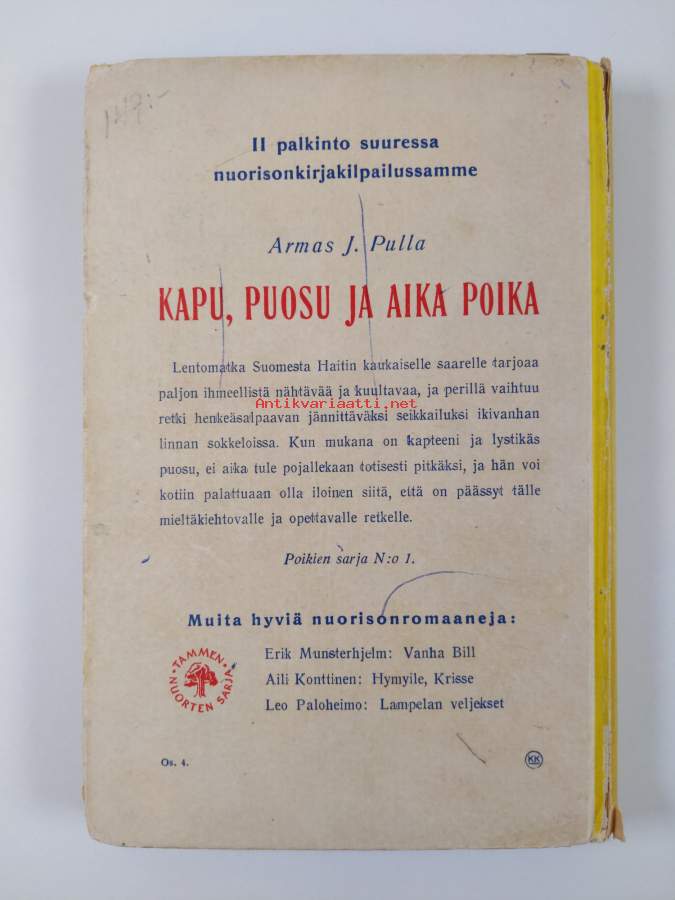 147:-
II palkinto suuressa
nuorisonkirjakilpailussamme
Armas J. Pulla
KAPU, PUOSU JA AIKA POIKA
Lentomatka Suomesta Haitin kaukaiselle saarelle tarjoaa
paljon ihmeellistä nähtävää ja kuultavaa, ja perillä vaihtuu
Antikvariaatti.net
retki henkeäsalpaavan jännittäväksi seikkailuksi ikivanhan
linnan sokkeloissa. Kun mukana on kapteeni ja lystikäs
puosu, ei aika tule pojallekaan totisesti pitkäksi, ja hän voi
kotiin palattuaan olla iloinen siitä, että on päässyt tälle
mieltäkiehtovalle ja opettavalle retkelle.
Poikien sarja N:o 1.
Muita hyviä nuorisonromaaneja:
TAMMEN NUORTEN SARJA
Erik Munsterhjelm: Vanha Bill
Aili Konttinen: Hymyile, Krisse
Leo Paloheimo: Lampelan veljekset
Os. 4.
KK